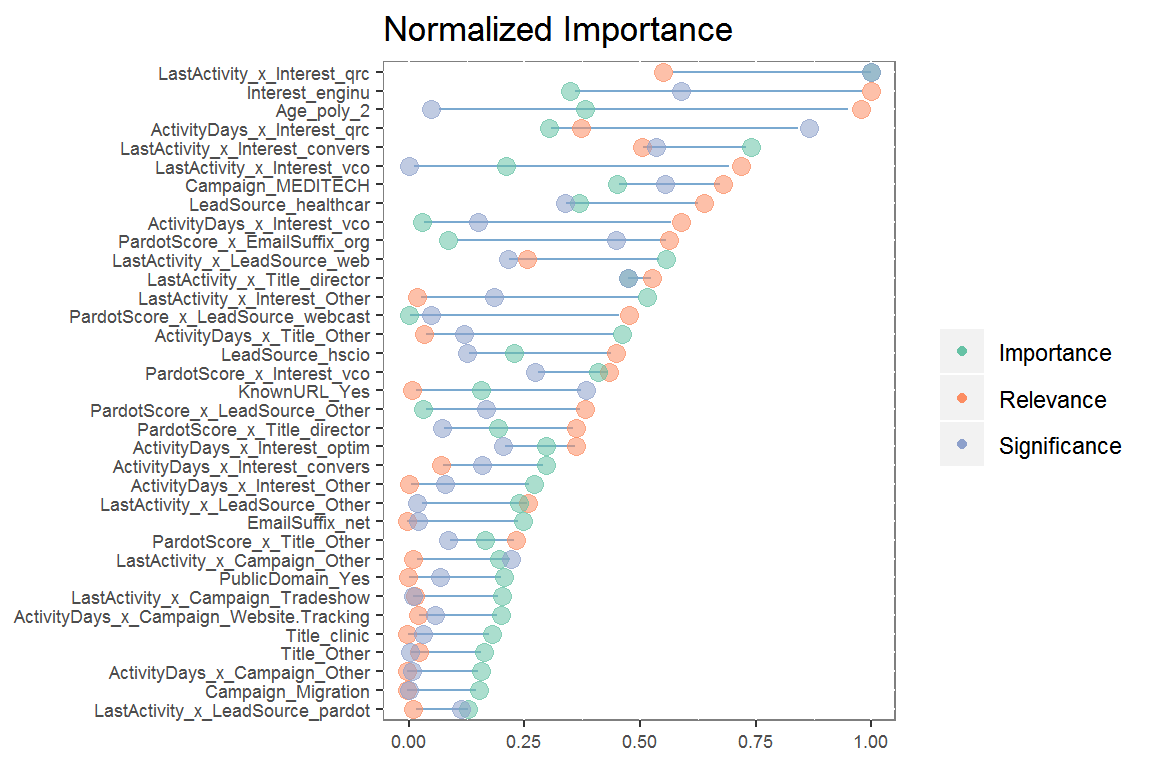 Normalized Importance
LastActivity_x_Interest_qrc
Interest_enginu
Age_poly_2
ActivityDays_x_Interest_qrc
LastActivity_x_Interest_convers
LastActivity_x_Interest_vco
Campaign_MEDITECH
LeadSource_healthcar
ActivityDays_x_Interest_vco
PardotScore_x_EmailSuffix_org
LastActivity_x_LeadSource_web
LastActivity_x_Title_director
LastActivity_x_Interest_Other
PardotScore_x_LeadSource_webcast
ActivityDays_x_Title_Other
LeadSource_hscio
PardotScore_x_Interest_vco
KnownURL_Yes
PardotScore_x_LeadSource_Other
PardotScore_x_Title_director
ActivityDays_x_Interest_optim
ActivityDays_x_Interest_convers
ActivityDays_x_Interest_Other
LastActivity_x_LeadSource_Other
EmailSuffix_net
PardotScore_x_Title_Other
LastActivity_x_Campaign_Other
PublicDomain_Yes
LastActivity_x_Campaign_Tradeshow
ActivityDays_x_Campaign_Website.Tracking
Title_clinic
Title_Other
ActivityDays_x_Campaign_Other
Campaign_Migration
LastActivity_x_LeadSource_pardot
0.00 0.25 0.50 0.75 1.00
Importance
Relevance
Significance